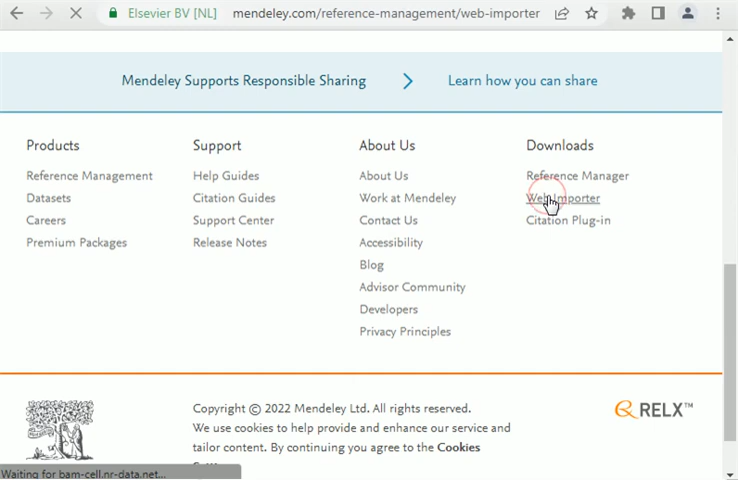 Elsevier BV [NL] mendeley.com/reference-management/web-importer
Mendeley Supports Responsible Sharing Learn how you can share
Products Support About Us Downloads
Reference Management Help Guides About Us Reference Manager
Datasets Citation Guides Work at Mendeley Web Importer
Careers Support Center Contact Us Citation Plug-in
Premium Packages Release Notes Accessibility
Blog
Advisor Community
Developers
Privacy Principles
Copyright © 2022 Mendeley Ltd. All rights reserved.
We use cookies to help provide and enhance our service and
tailor content. By continuing you agree to the Cookies
RELX™
Waiting for bam-cell.nr-data.net...